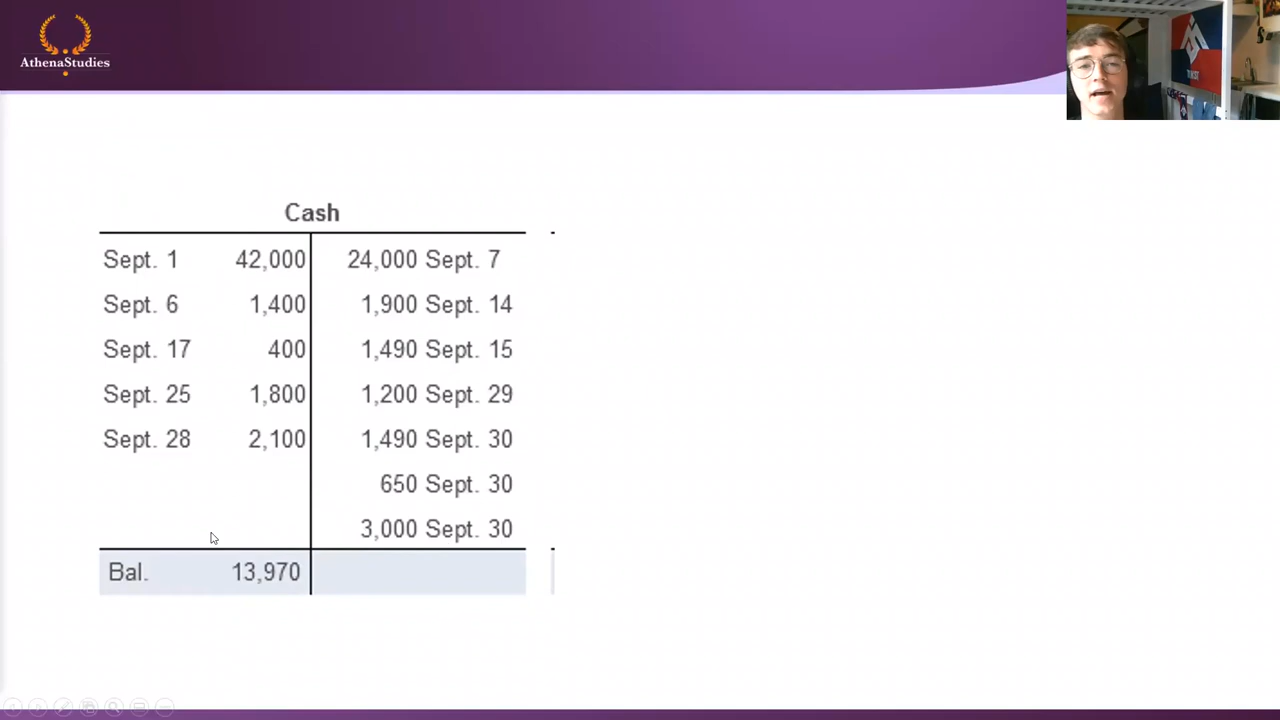 AthenaStudies
Cash
Sept. 1 42,000 24,000 Sept. 7
Sept. 6 1,400 1,900 Sept. 14
Sept. 17 400 1,490 Sept. 15
Sept. 25 1,800 1,200 Sept. 29
Sept. 28 2,100 1,490 Sept. 30
650 Sept. 30
3,000 Sept. 30
Bal. 13,970